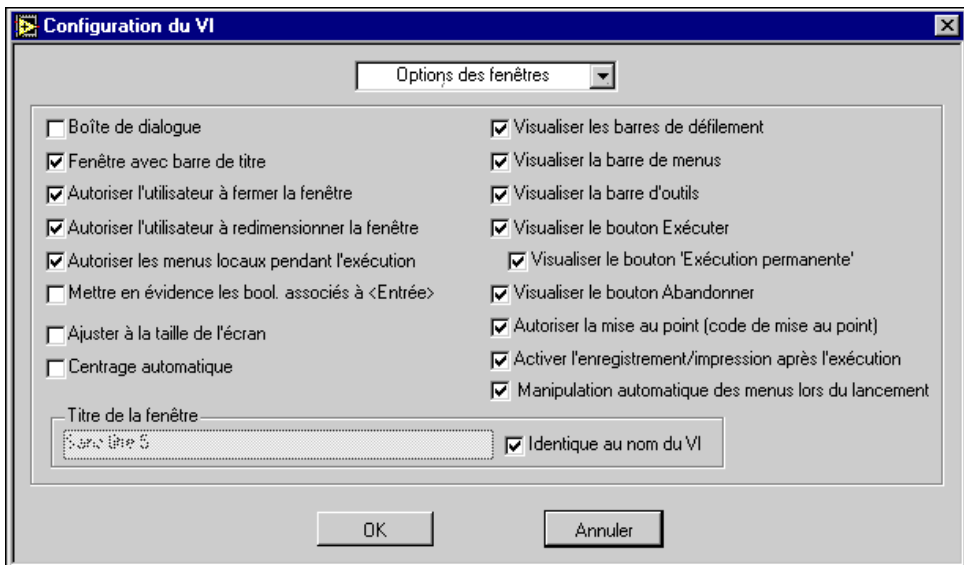 Configuration du VI
Options des fenêtres
Boîte de dialogue
Fenêtre avec barre de titre
Autoriser l'utilisateur à fermer la fenêtre
Autoriser l'utilisateur à redimensionner la fenêtre
Autoriser les menus locaux pendant l'exécution
Mettre en évidence les bool. associés à <Entrée>
Ajuster à la taille de l'écran
Centrage automatique
Visualiser les barres de défilement
Visualiser la barre de menus
Visualiser la barre d'outils
Visualiser le bouton Exécuter
Visualiser le bouton 'Exécution permanente'
Visualiser le bouton Abandonner
Autoriser la mise au point (code de mise au point)
Activer l'enregistrement/impression après l'exécution
Manipulation automatique des menus lors du lancement
Titre de la fenêtre
Sans titre 5
Identique au nom du VI
OK
Annuler